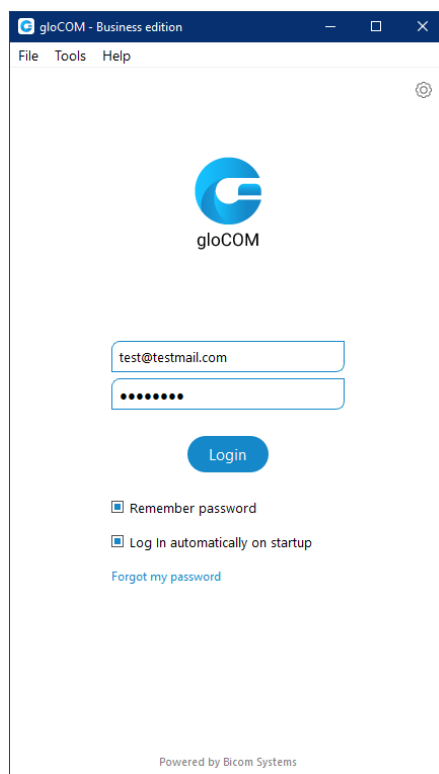 gloCOM - Business edition
File Tools Help
gloCOM
test@testmail.com
••••••••
Login
Remember password
Log In automatically on startup
Forgot my password
Powered by Bicom Systems